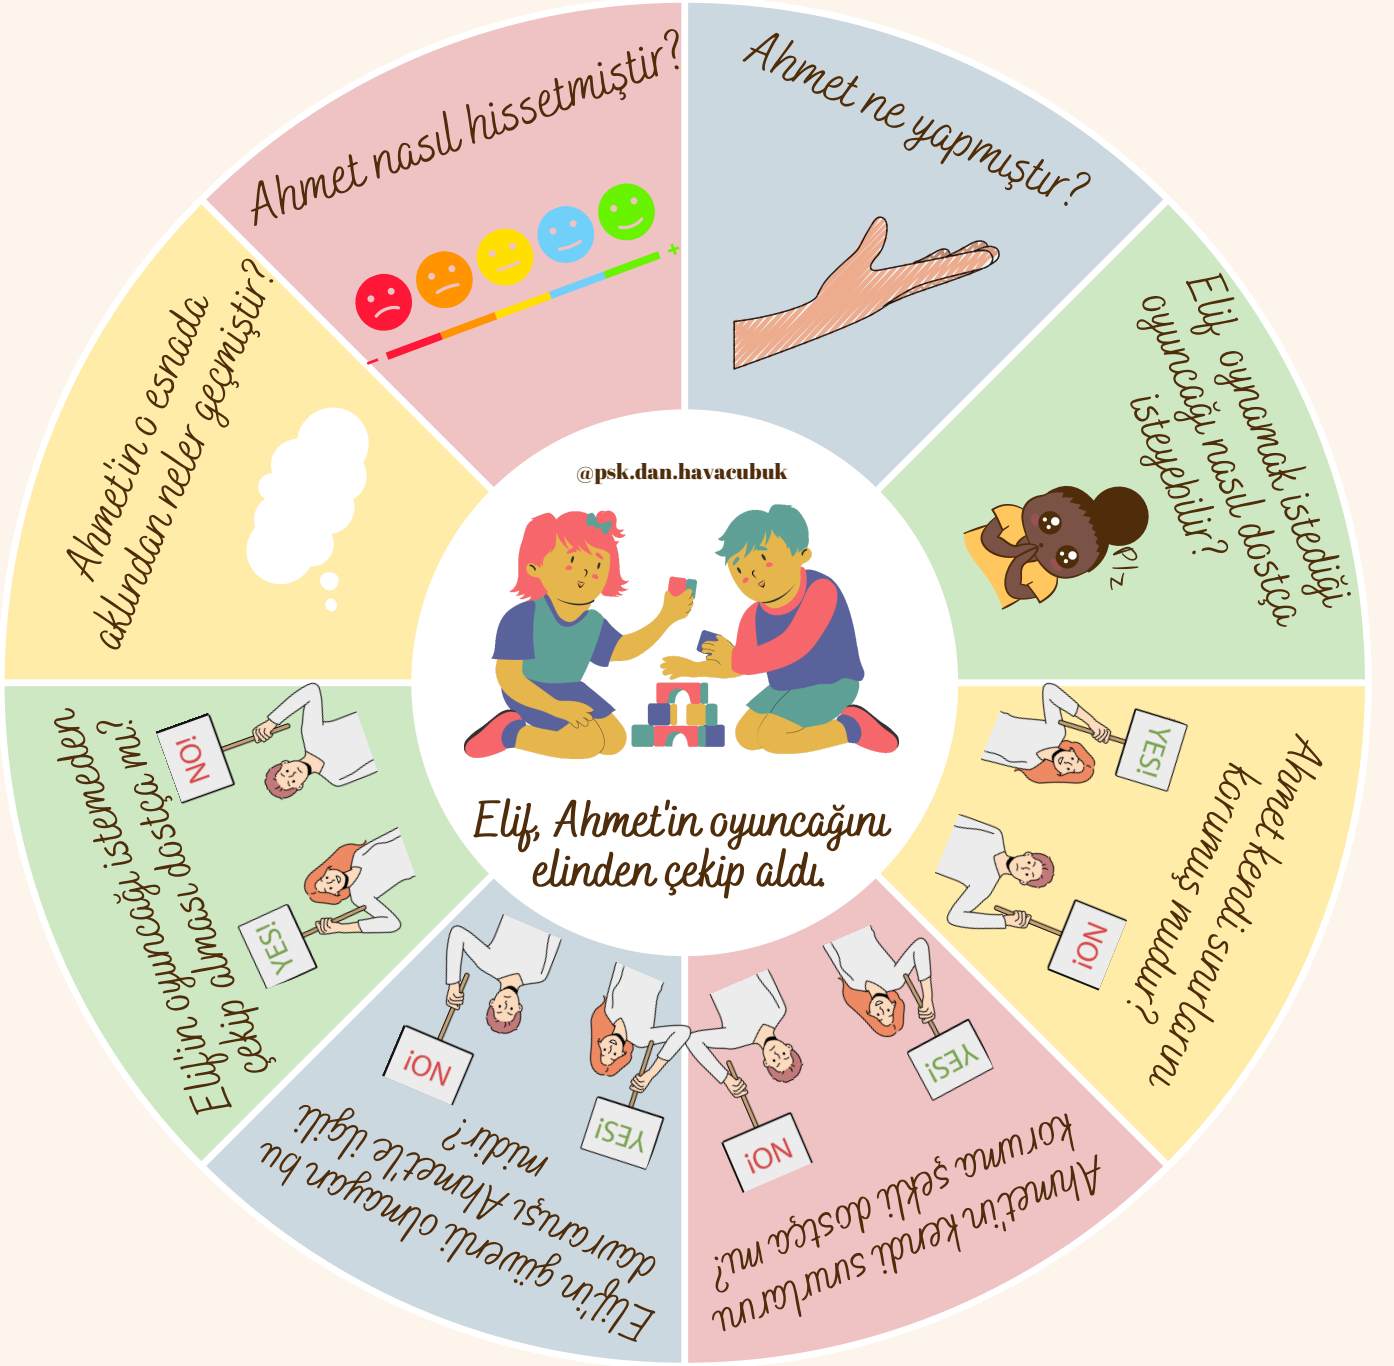 @psk.dan.havacubuk
Elif, Ahmet'in oyuncağını
elinden çekip aldı.
Ahmet'in o esnada
aklından neler geçmiştir?
Ahmet nasıl hissetmiştir?
-
+
Ahmet ne yapmıştır?
Elif oynamak istediği
oyuncağı nasıl dostça
isteyebilir?
Plz
Ahmet kendi sınırlarını
korumuş mudur?
YES!
NO!
Ahmet'in kendi sınırlarını
koruma şekli dostça mı?
YES!
NO!
Elif'in güvenli olmayan bu
davranışı Ahmet'le ilgili
midir?
YES!
NO!
Elif'in oyuncağı istemeden
çekip alması dostça mı?
YES!
NO!